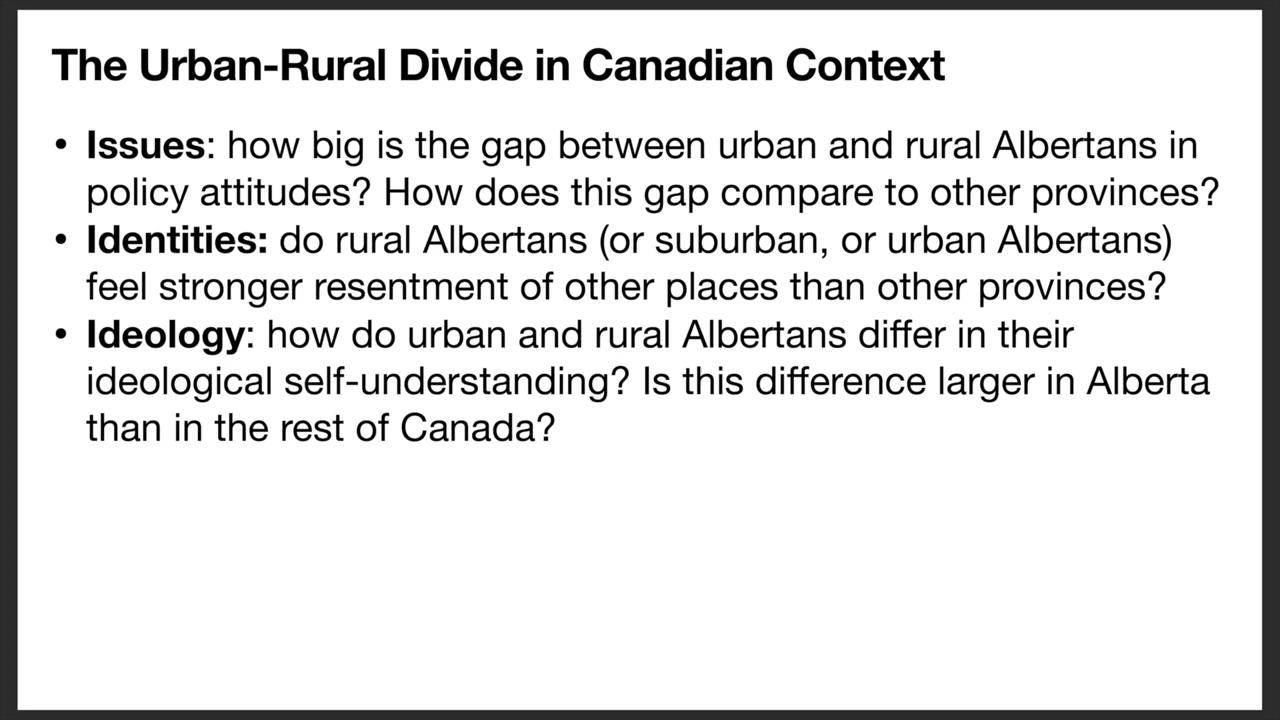 The Urban-Rural Divide in Canadian Context
• Issues: how big is the gap between urban and rural Albertans in
policy attitudes? How does this gap compare to other provinces?
• Identities: do rural Albertans (or suburban, or urban Albertans)
feel stronger resentment of other places than other provinces?
• Ideology: how do urban and rural Albertans differ in their
ideological self-understanding? Is this difference larger in Alberta
than in the rest of Canada?